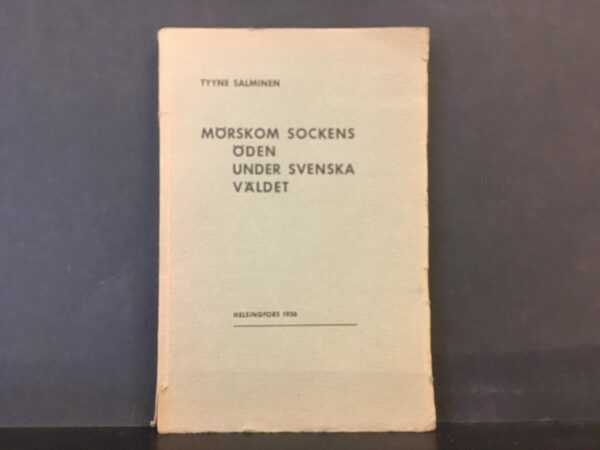 TYYNE SALMINEN
MÖRSKOM SOCKENS
ÖDEN
UNDER SVENSKA
VÄLDET
HELSINGFORS 1936